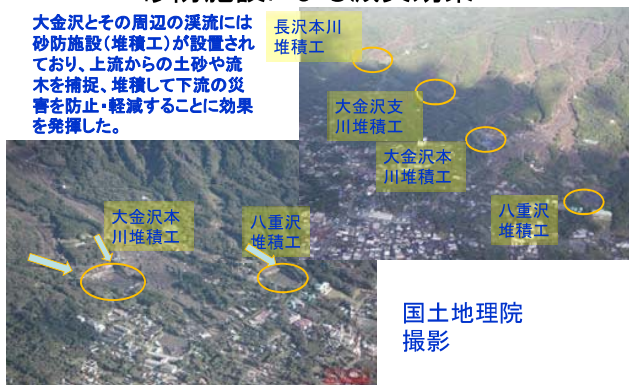 大金沢とその周辺の渓流には
砂防施設(堆積工)が設置され
ており、上流からの土砂や流
木を捕捉、堆積して下流の災
害を防止・軽減することに効果
を発揮した。
長沢本川
堆積工
大金沢支
川堆積工
大金沢本
川堆積工
八重沢
堆積工
大金沢本
川堆積工
八重沢
堆積工
国土地理院
撮影